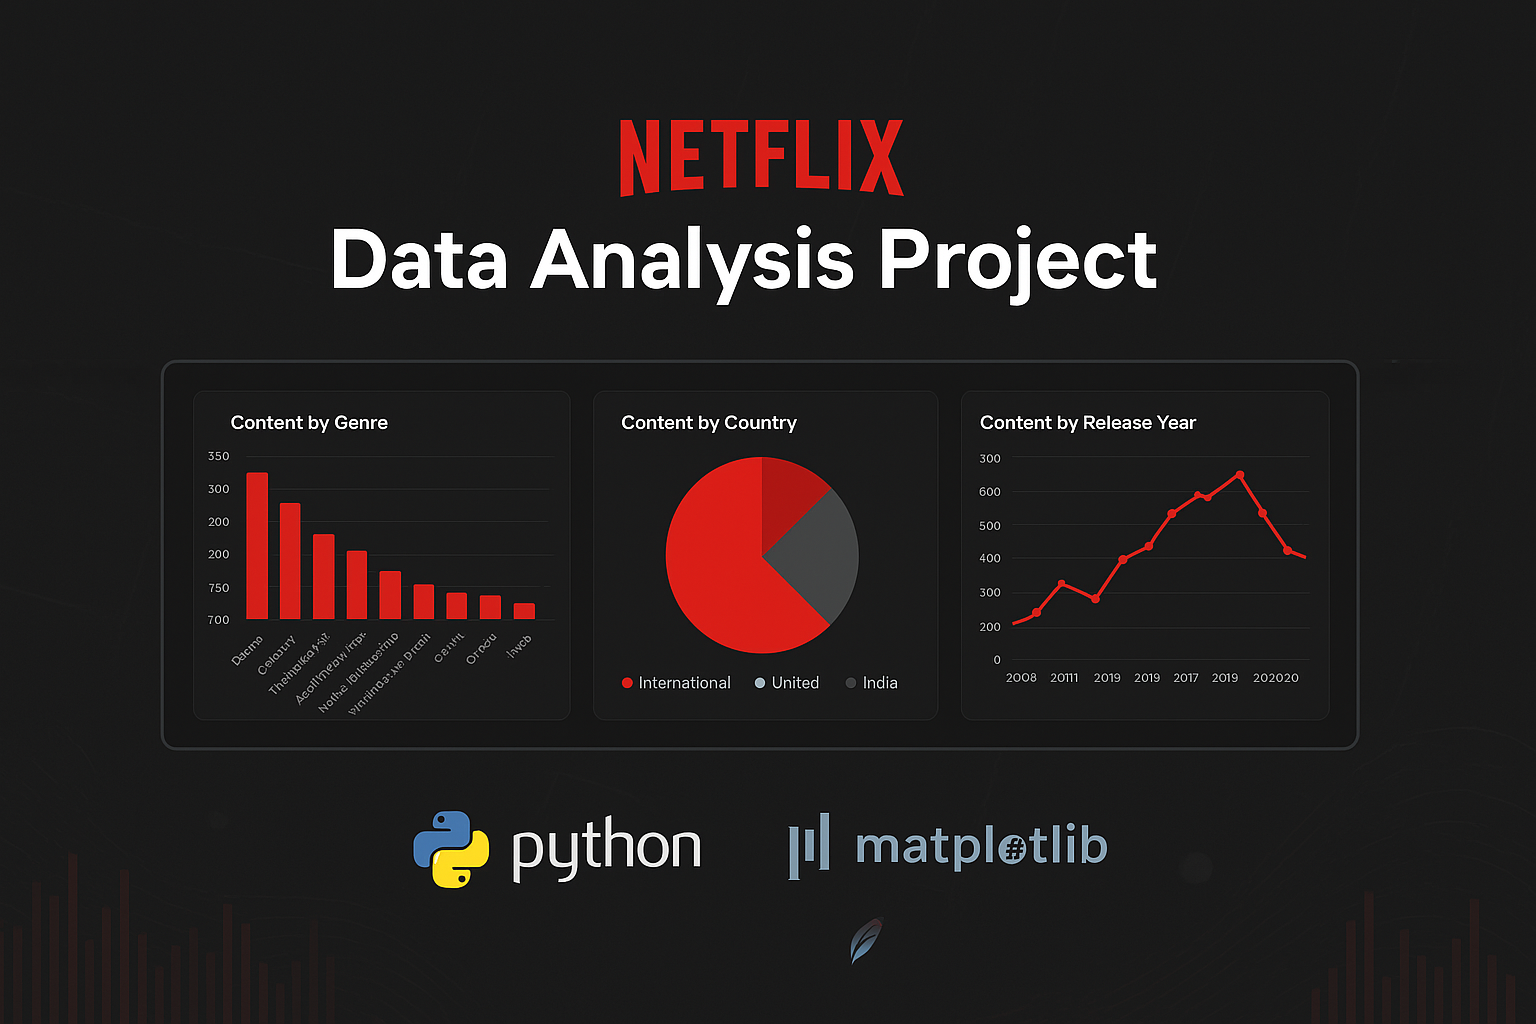 NETFLIX
Data Analysis Project
Content by Genre
350
300
200
200
750
700
Content by Country
International
United
India
Content by Release Year
300
600
500
400
300
200
0
2008 20111 2019 2019 2017 2019 202020
python
matplotlib